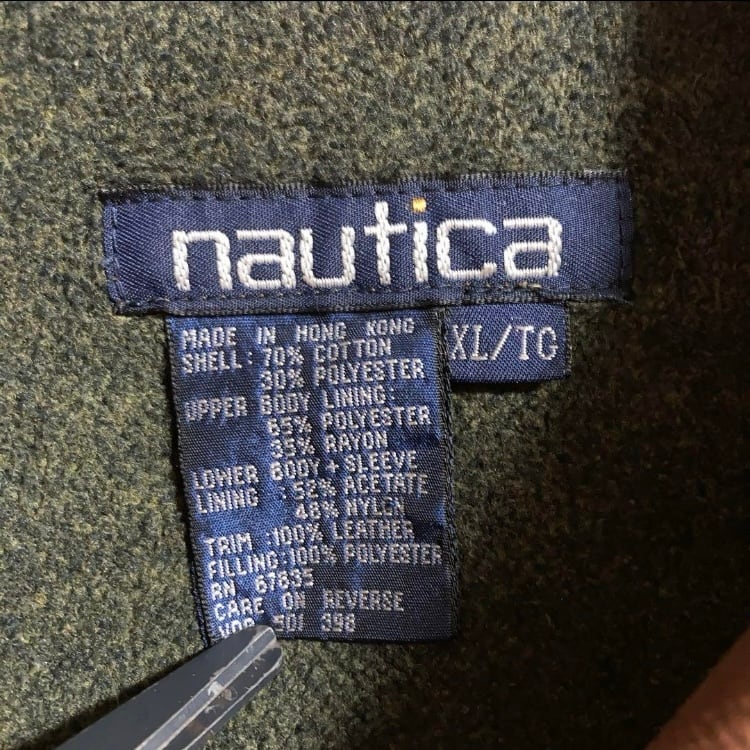 nautica
XL/TG
MADE IN HONG KONG
SHELL: 70% COTTON
30% POLYESTER
UPPER BODY LINING:
65% POLYESTER
35% RAYON
LOWER BODY + SLEEVE
LINING :52% ACETATE
48% NYLON
TRIM :100% LEATHER
FILLING:100% POLYESTER
RN 67835
CARE ON REVERSE
398